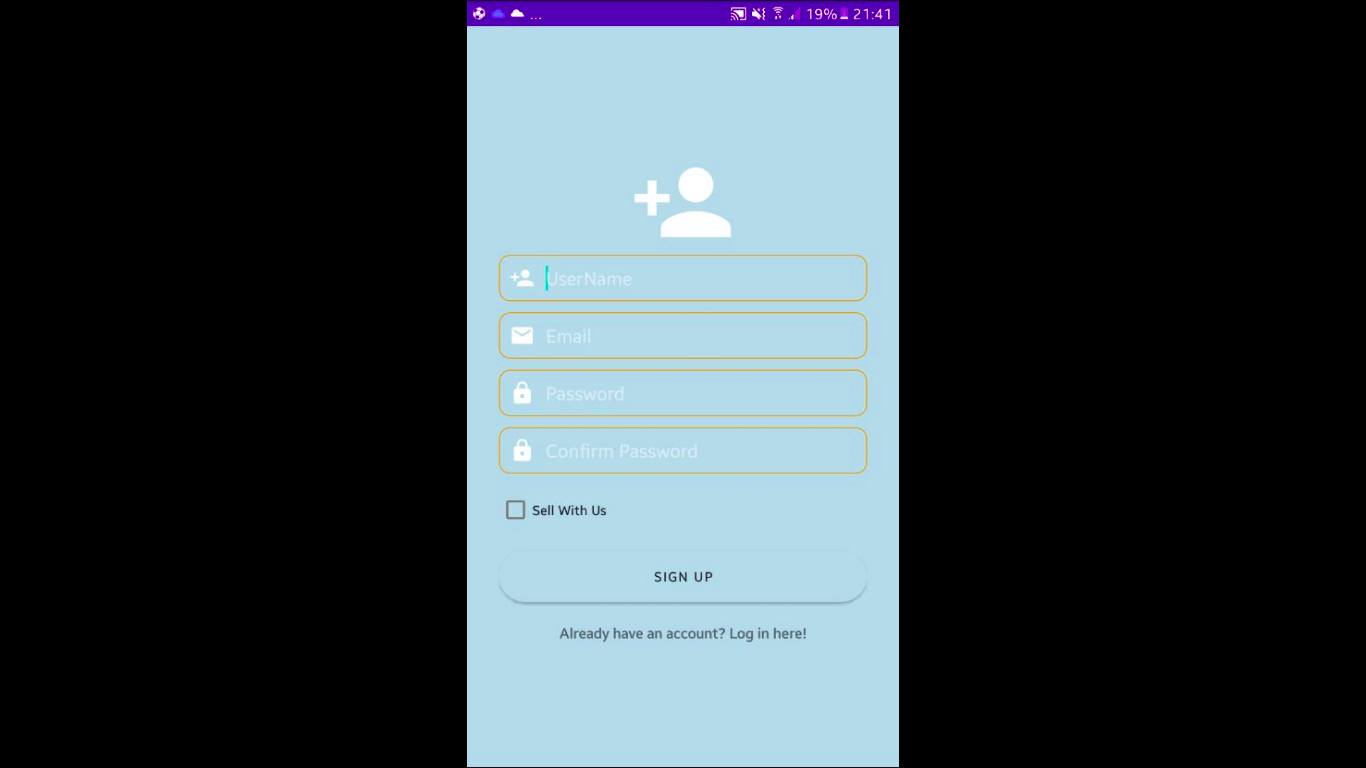 ... 19% 21:41
UserName
Email
Password
Confirm Password
Sell With Us
SIGN UP
Already have an account? Log in here!